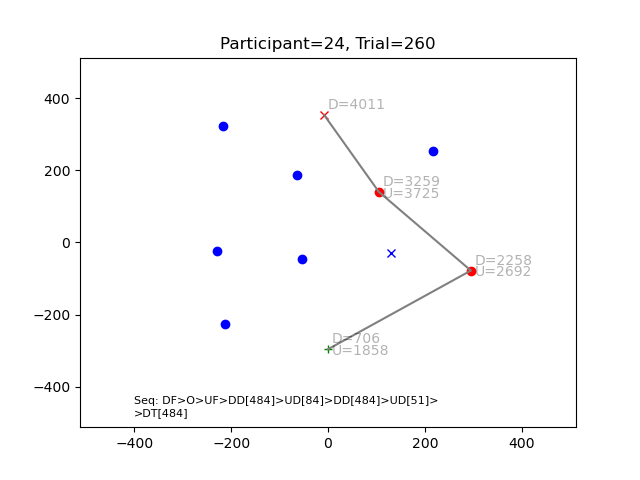 Participant=24, Trial=260
400
200
0
−200
−400
−400
−200
0
200
400
D=4011
D=3259
U=3725
D=2258
U=2692
D=706
U=1858
Seq: DF>O>UF>DD[484]>UD[84]>DD[484]>UD[51]>
>DT[484]